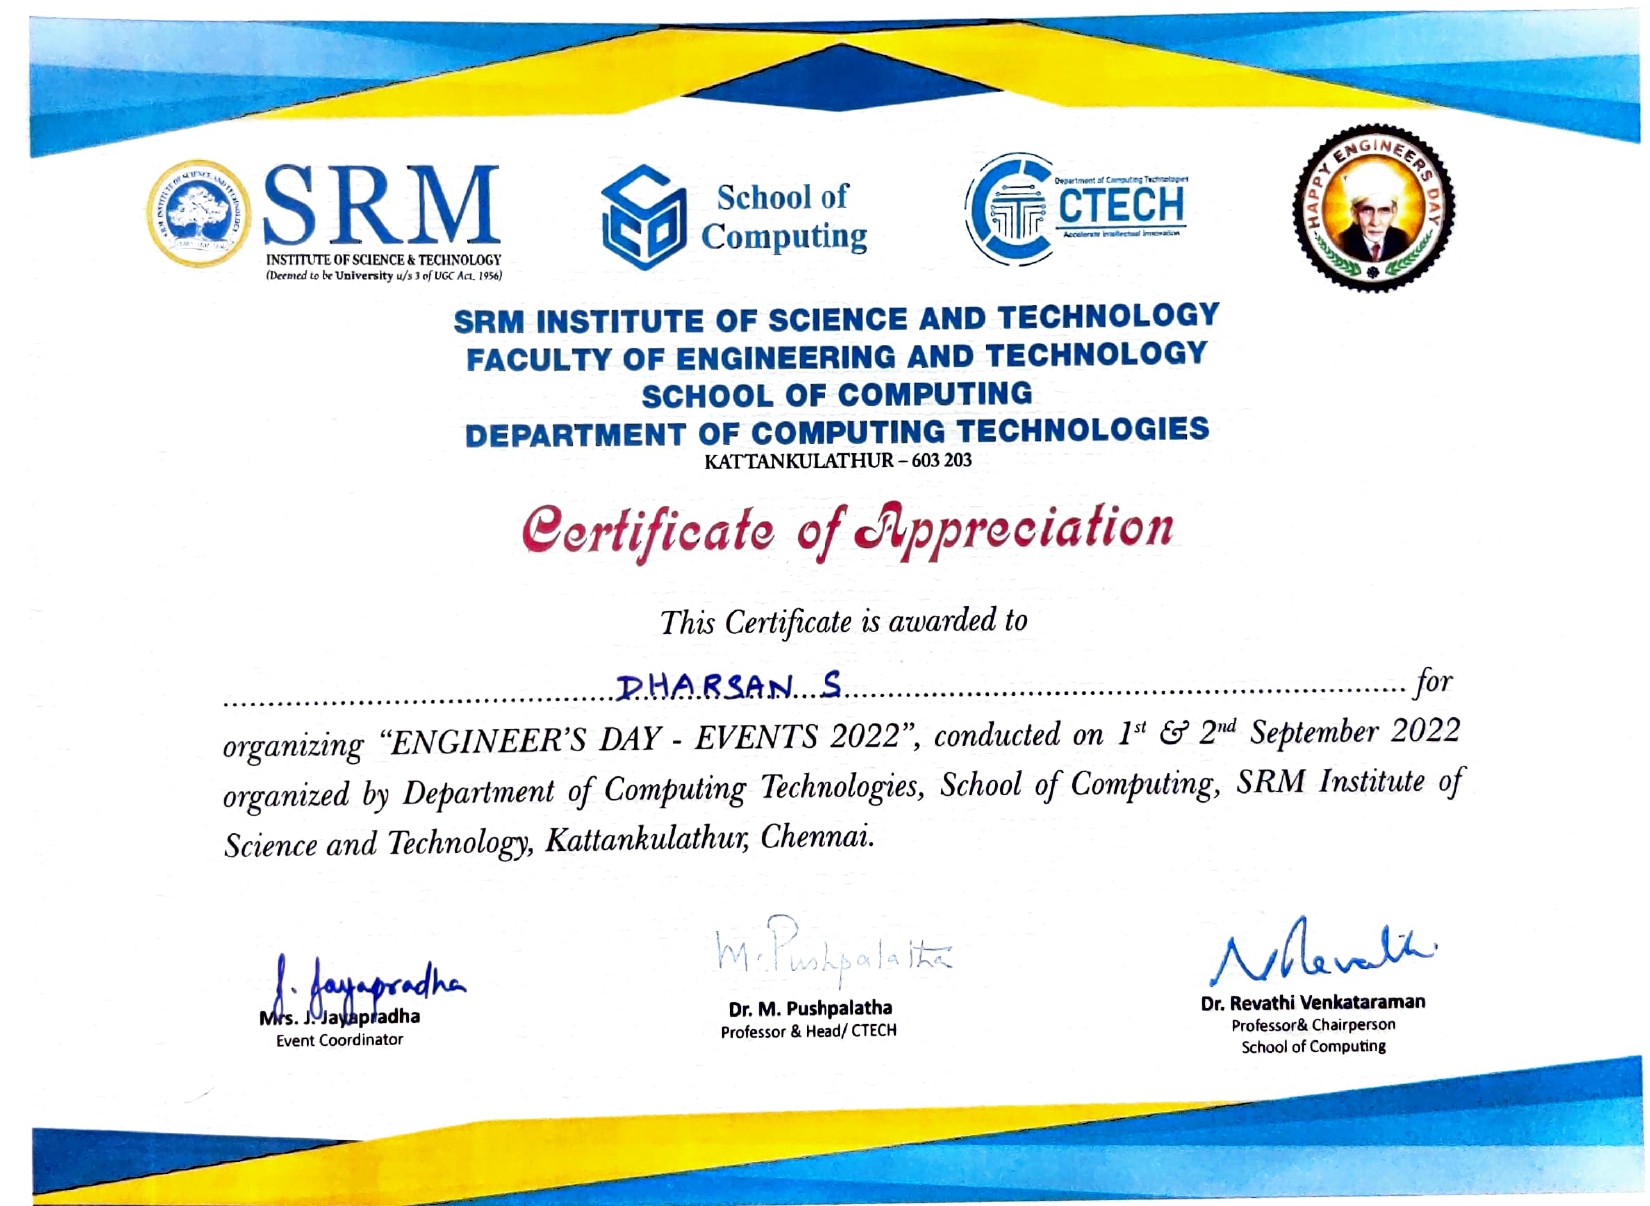 SRM
INSTITUTE OF SCIENCE & TECHNOLOGY
(Deemed to be University u/s 3 of UGC Act, 1956)
School of
Computing
Department of Computing Technologies
CTECH
Accelerate Intellectual Innovation
HAPPY ENGINEERS DAY
SRM INSTITUTE OF SCIENCE AND TECHNOLOGY
FACULTY OF ENGINEERING AND TECHNOLOGY
SCHOOL OF COMPUTING
DEPARTMENT OF COMPUTING TECHNOLOGIES
KATTANKULATHUR – 603 203
Certificate of Appreciation
This Certificate is awarded to
DHARSAN S for
organizing “ENGINEER’S DAY - EVENTS 2022”, conducted on 1st & 2nd September 2022
organized by Department of Computing Technologies, School of Computing, SRM Institute of
Science and Technology, Kattankulathur, Chennai.
J. Jayapradha
Mrs. J. Jayapradha
Event Coordinator
M. Pushpalatha
Dr. M. Pushpalatha
Professor & Head/ CTECH
N Revathi
Dr. Revathi Venkataraman
Professor& Chairperson
School of Computing